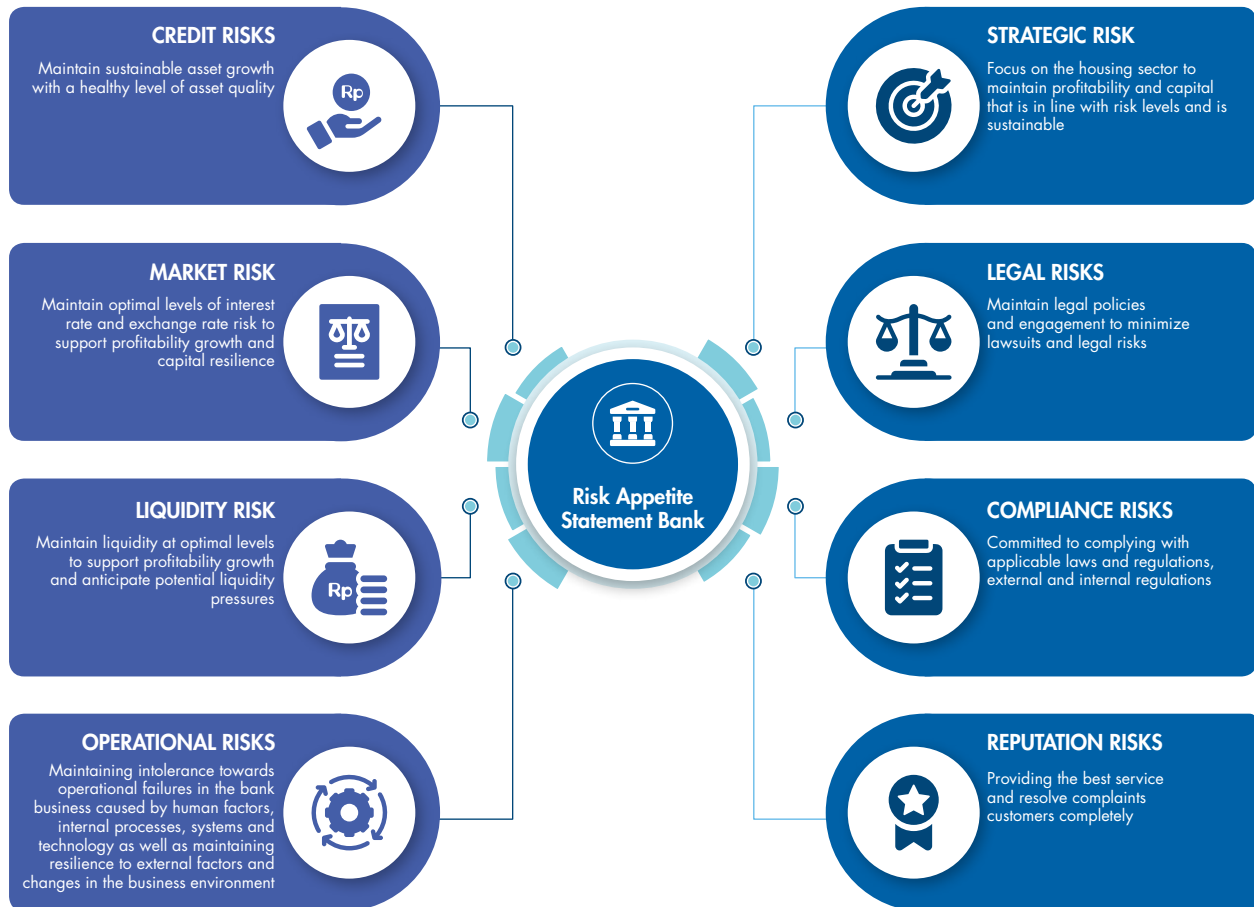 CREDIT RISKS
Maintain sustainable asset growth
with a healthy level of asset quality
Rp
MARKET RISK
Maintain optimal levels of interest
rate and exchange rate risk to
support profitability growth and
capital resilience
LIQUIDITY RISK
Maintain liquidity at optimal levels
to support profitability growth
and anticipate potential liquidity
pressures
Rp
OPERATIONAL RISKS
Maintaining intolerance towards
operational failures in the bank
business caused by human factors,
internal processes, systems and
technology as well as maintaining
resilience to external factors and
changes in the business environment
Risk Appetite
Statement Bank
STRATEGIC RISK
Focus on the housing sector to
maintain profitability and capital
that is in line with risk levels and is
sustainable
LEGAL RISKS
Maintain legal policies
and engagement to minimize
lawsuits and legal risks
COMPLIANCE RISKS
Committed to complying with
applicable laws and regulations,
external and internal regulations
REPUTATION RISKS
Providing the best service
and resolve complaints
customers completely